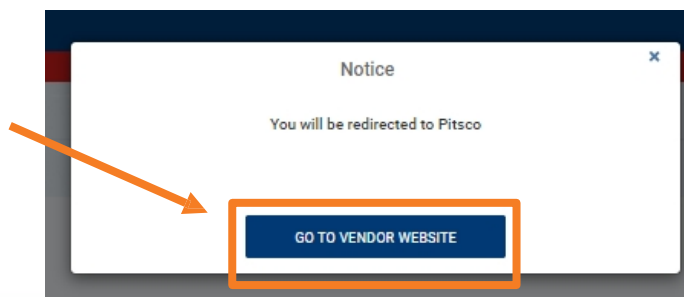 Notice
×
You will be redirected to Pitsco
GO TO VENDOR WEBSITE